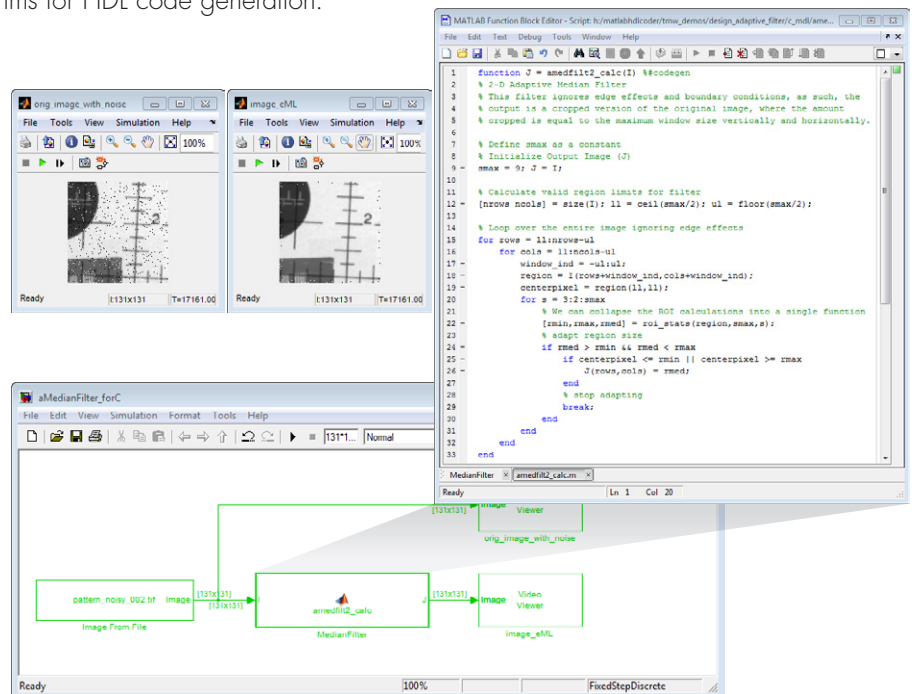 ms for HDL code generation.
MATLAB Function Block Editor - Script: h:/matlabhdlcoder/tmw_demos/design_adaptive_filter/c_mdl/ame...
File Edit Text Debug Tools Window Help
1 function J = amedfilt2_calc(I) %#codegen
2 % 2-D Adaptive Median Filter
3 % This filter ignores edge effects and boundary conditions, as such, the
4 % output is a cropped version of the original image, where the amount
5 % cropped is equal to the maximum window size vertically and horizontally.
6
7 % Define smax as a constant
8 % Initialize Output Image (J)
9 - smax = 9; J = I;
10
11 % Calculate valid region limits for filter
12 - [nrows ncols] = size(I); ll = ceil(smax/2); ul = floor(smax/2);
13
14 % Loop over the entire image ignoring edge effects
15 for rows = ll:nrows-ul
16 for cols = ll:ncols-ul
17 - window_ind = -ul:ul;
18 - region = I(rows+window_ind,cols+window_ind);
19 - centerpixel = region(ll,ll);
20 for s = 3:2:smax
21 % We can collapse the ROI calculations into a single function
22 - [rmin,rmax,rmed] = roi_stats(region,smax,s);
23 % adapt region size
24 - if rmed > rmin && rmed < rmax
25 - if centerpixel <= rmin || centerpixel >= rmax
26 - J(rows,cols) = rmed;
27 end
28 % stop adapting
29 break;
30 end
31 end
32 end
33 end
MedianFilter × amedfilt2_calc.m ×
Ready Ln 1 Col 20
orig_image_with_noise
File Tools View Simulation Help
100%
2
Ready I:131x131 T=17161.00
image_eML
File Tools View Simulation Help
100%
2
Ready I:131x131 T=17161.00
aMedianFilter_forC
File Edit View Simulation Format Tools Help
131*1... Normal
[131x131] Image Viewer
orig_image_with_noise
pattern_noisy_002.tif Image [131x131]
[131x131] I
Image From File
amedfilt2_calc J
MedianFilter
[131x131] Image Video
Viewer
image_eML
Ready 100% FixedStepDiscrete